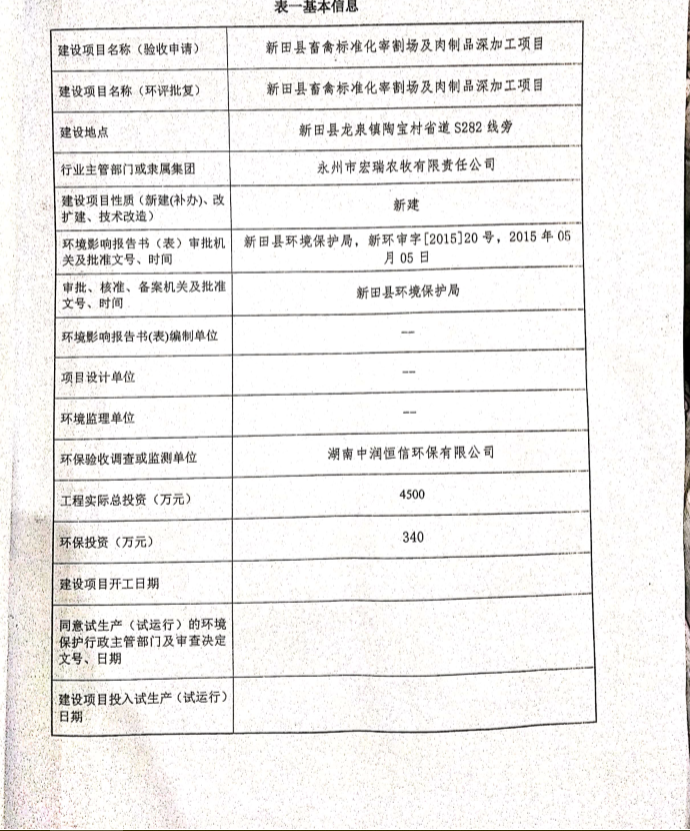 表一基本信息
建设项目名称（验收申请）
新田县畜禽标准化宰割场及肉制品深加工项目
建设项目名称（环评批复）
新田县畜禽标准化宰割场及肉制品深加工项目
建设地点
新田县龙泉镇陶宝村省道 S282 线旁
行业主管部门或隶属集团
永州市宏瑞农牧有限责任公司
建设项目性质（新建(补办)、改
扩建、技术改造）
新建
环境影响报告书（表）审批机
关及批准文号、时间
新田县环境保护局，新环审字[2015]20 号，2015 年 05
月 05 日
审批、核准、备案机关及批准
文号、时间
新田县环境保护局
环境影响报告书(表)编制单位
——
项目设计单位
——
环境监理单位
——
环保验收调查或监测单位
湖南中润恒信环保有限公司
工程实际总投资（万元）
4500
环保投资（万元）
340
建设项目开工日期
同意试生产（试运行）的环境
保护行政主管部门及审查决定
文号、日期
建设项目投入试生产（试运行）
日期